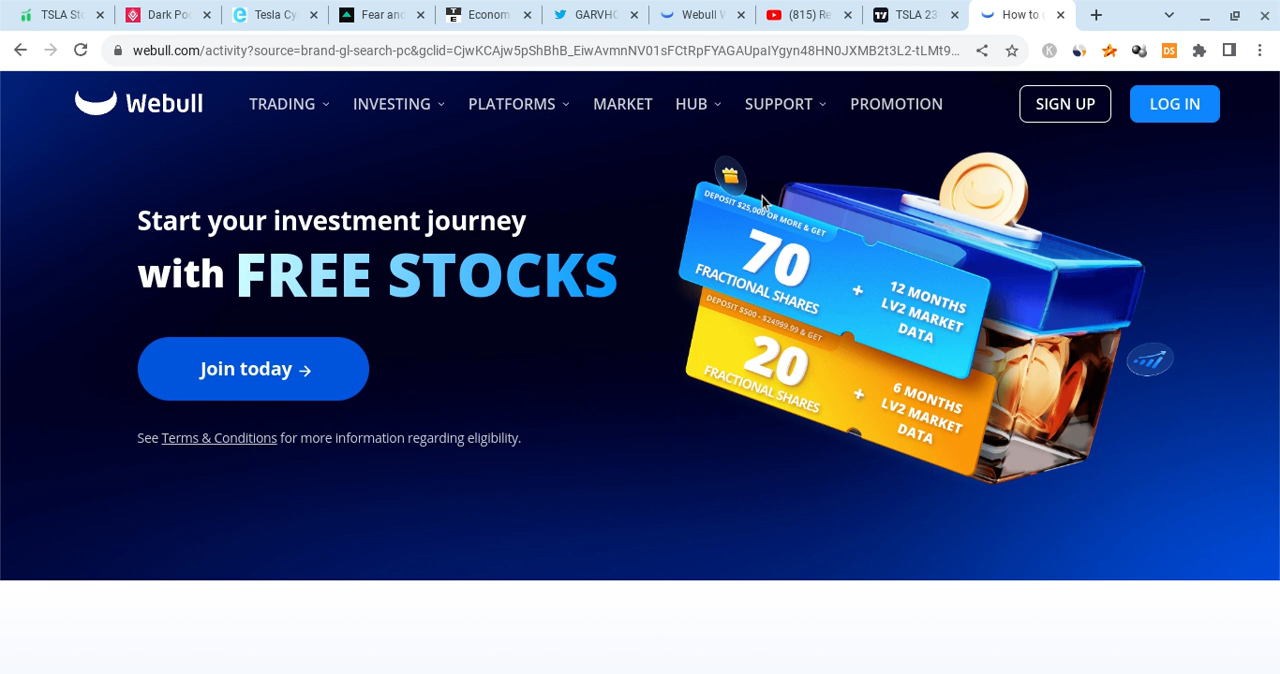 TSLA St
Dark Po
Tesla Cy
Fear and
Econom
GARVHO
Webull W
(815) Re
TSLA 23
How to
webull.com/activity?source=brand-gl-search-pc&gclid=CjwKCAjw5pShBhB_EiwAvmnNV01sFCtRpFYAGAUpaIYgyn48HN0JXMB2t3L2-tLMt9...
Webull
TRADING
INVESTING
PLATFORMS
MARKET
HUB
SUPPORT
PROMOTION
SIGN UP
LOG IN
Start your investment journey
with FREE STOCKS
Join today →
See Terms & Conditions for more information regarding eligibility.
DEPOSIT $25,000 OR MORE & GET
70
FRACTIONAL SHARES
+
12 MONTHS
LV2 MARKET
DATA
DEPOSIT $500 - $24999.99 & GET
20
FRACTIONAL SHARES
+
6 MONTHS
LV2 MARKET
DATA